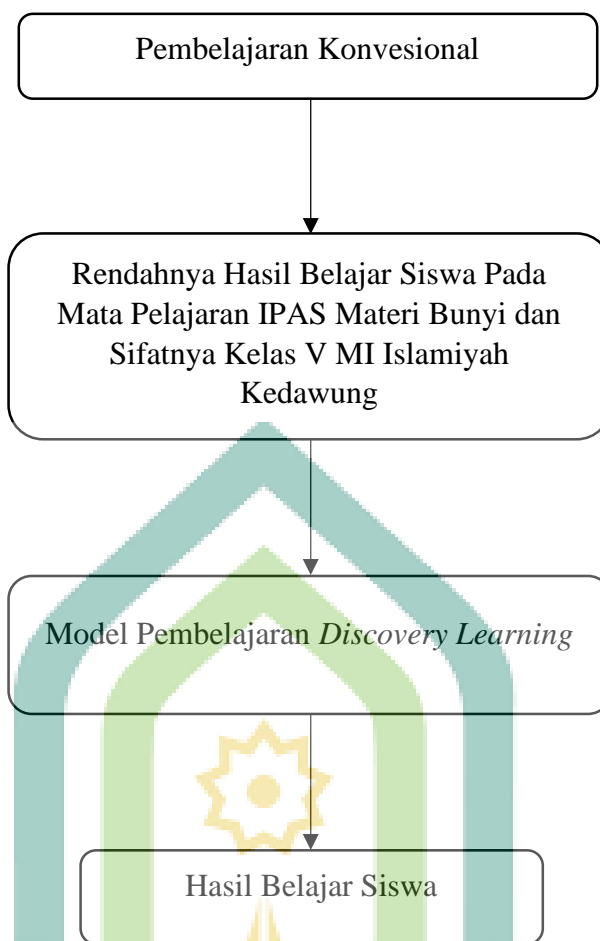 Pembelajaran Konvesional
Rendahnya Hasil Belajar Siswa Pada
Mata Pelajaran IPAS Materi Bunyi dan
Sifatnya Kelas V MI Islamiyah
Kedawung
Model Pembelajaran Discovery Learning
Hasil Belajar Siswa